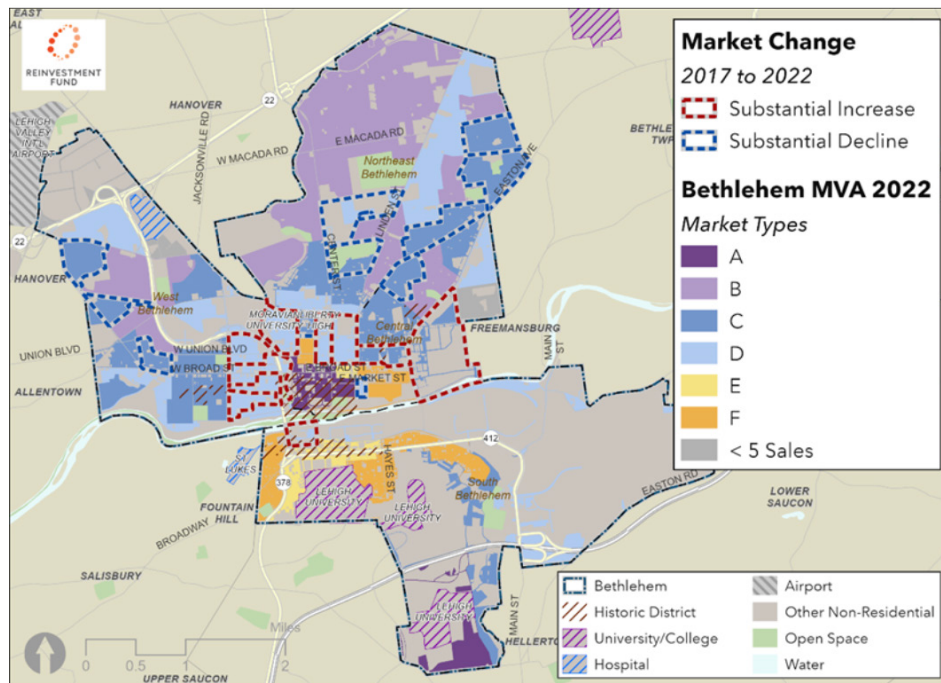 EAST
REINVESTMENT
FUND
22
HANOVER
LEHIGH
VALLEY
INT'L
AIRPORT
JACKSONVILLE RD
W MACADA RD
E MACADA RD
Northeast
Bethlehem
LINDEN ST
CENTER ST
EASTON AVE
22
HANOVER
West
Bethlehem
MORAVIAN
UNIVERSITY
LIBERTY
HIGH
Central
Bethlehem
FREEMANSBURG
MAIN
ST
UNION BLVD
W UNION BLVD
W BROAD ST
E BROAD ST
E MARKET ST
ALLENTOWN
412
ST
LUKES
HAYES ST
378
LEHIGH
UNIVERSITY
LEHIGH
UNIVERSITY
South
Bethlehem
EASTON RD
LOWER
SAUCON
FOUNTAIN
HILL
BROADWAY
SALISBURY
LEHIGH
UNIVERSITY
MAIN ST
Miles
0 0.5 1 2
UPPER SAUCON
Market Change
2017 to 2022
Substantial Increase
Substantial Decline
Bethlehem MVA 2022
Market Types
A
B
C
D
E
F
< 5 Sales
Bethlehem
Historic District
University/College
Hospital
Airport
Other Non-Residential
Open Space
Water